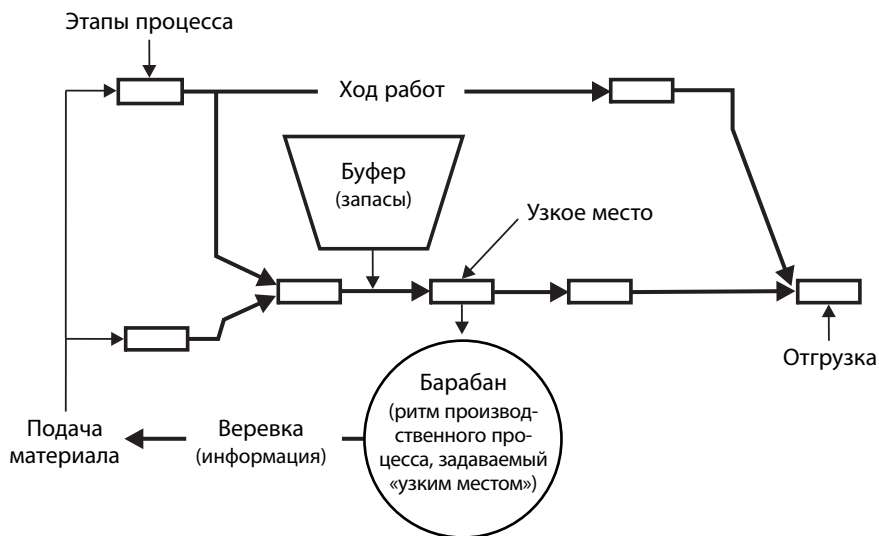 Этапы процесса
Ход работ
Буфер
(запасы)
Узкое место
Отгрузка
Барабан
(ритм производ-
ственного про-
цесса, задаваемый
«узким местом»)
Веревка
(информация)
Подача
материала